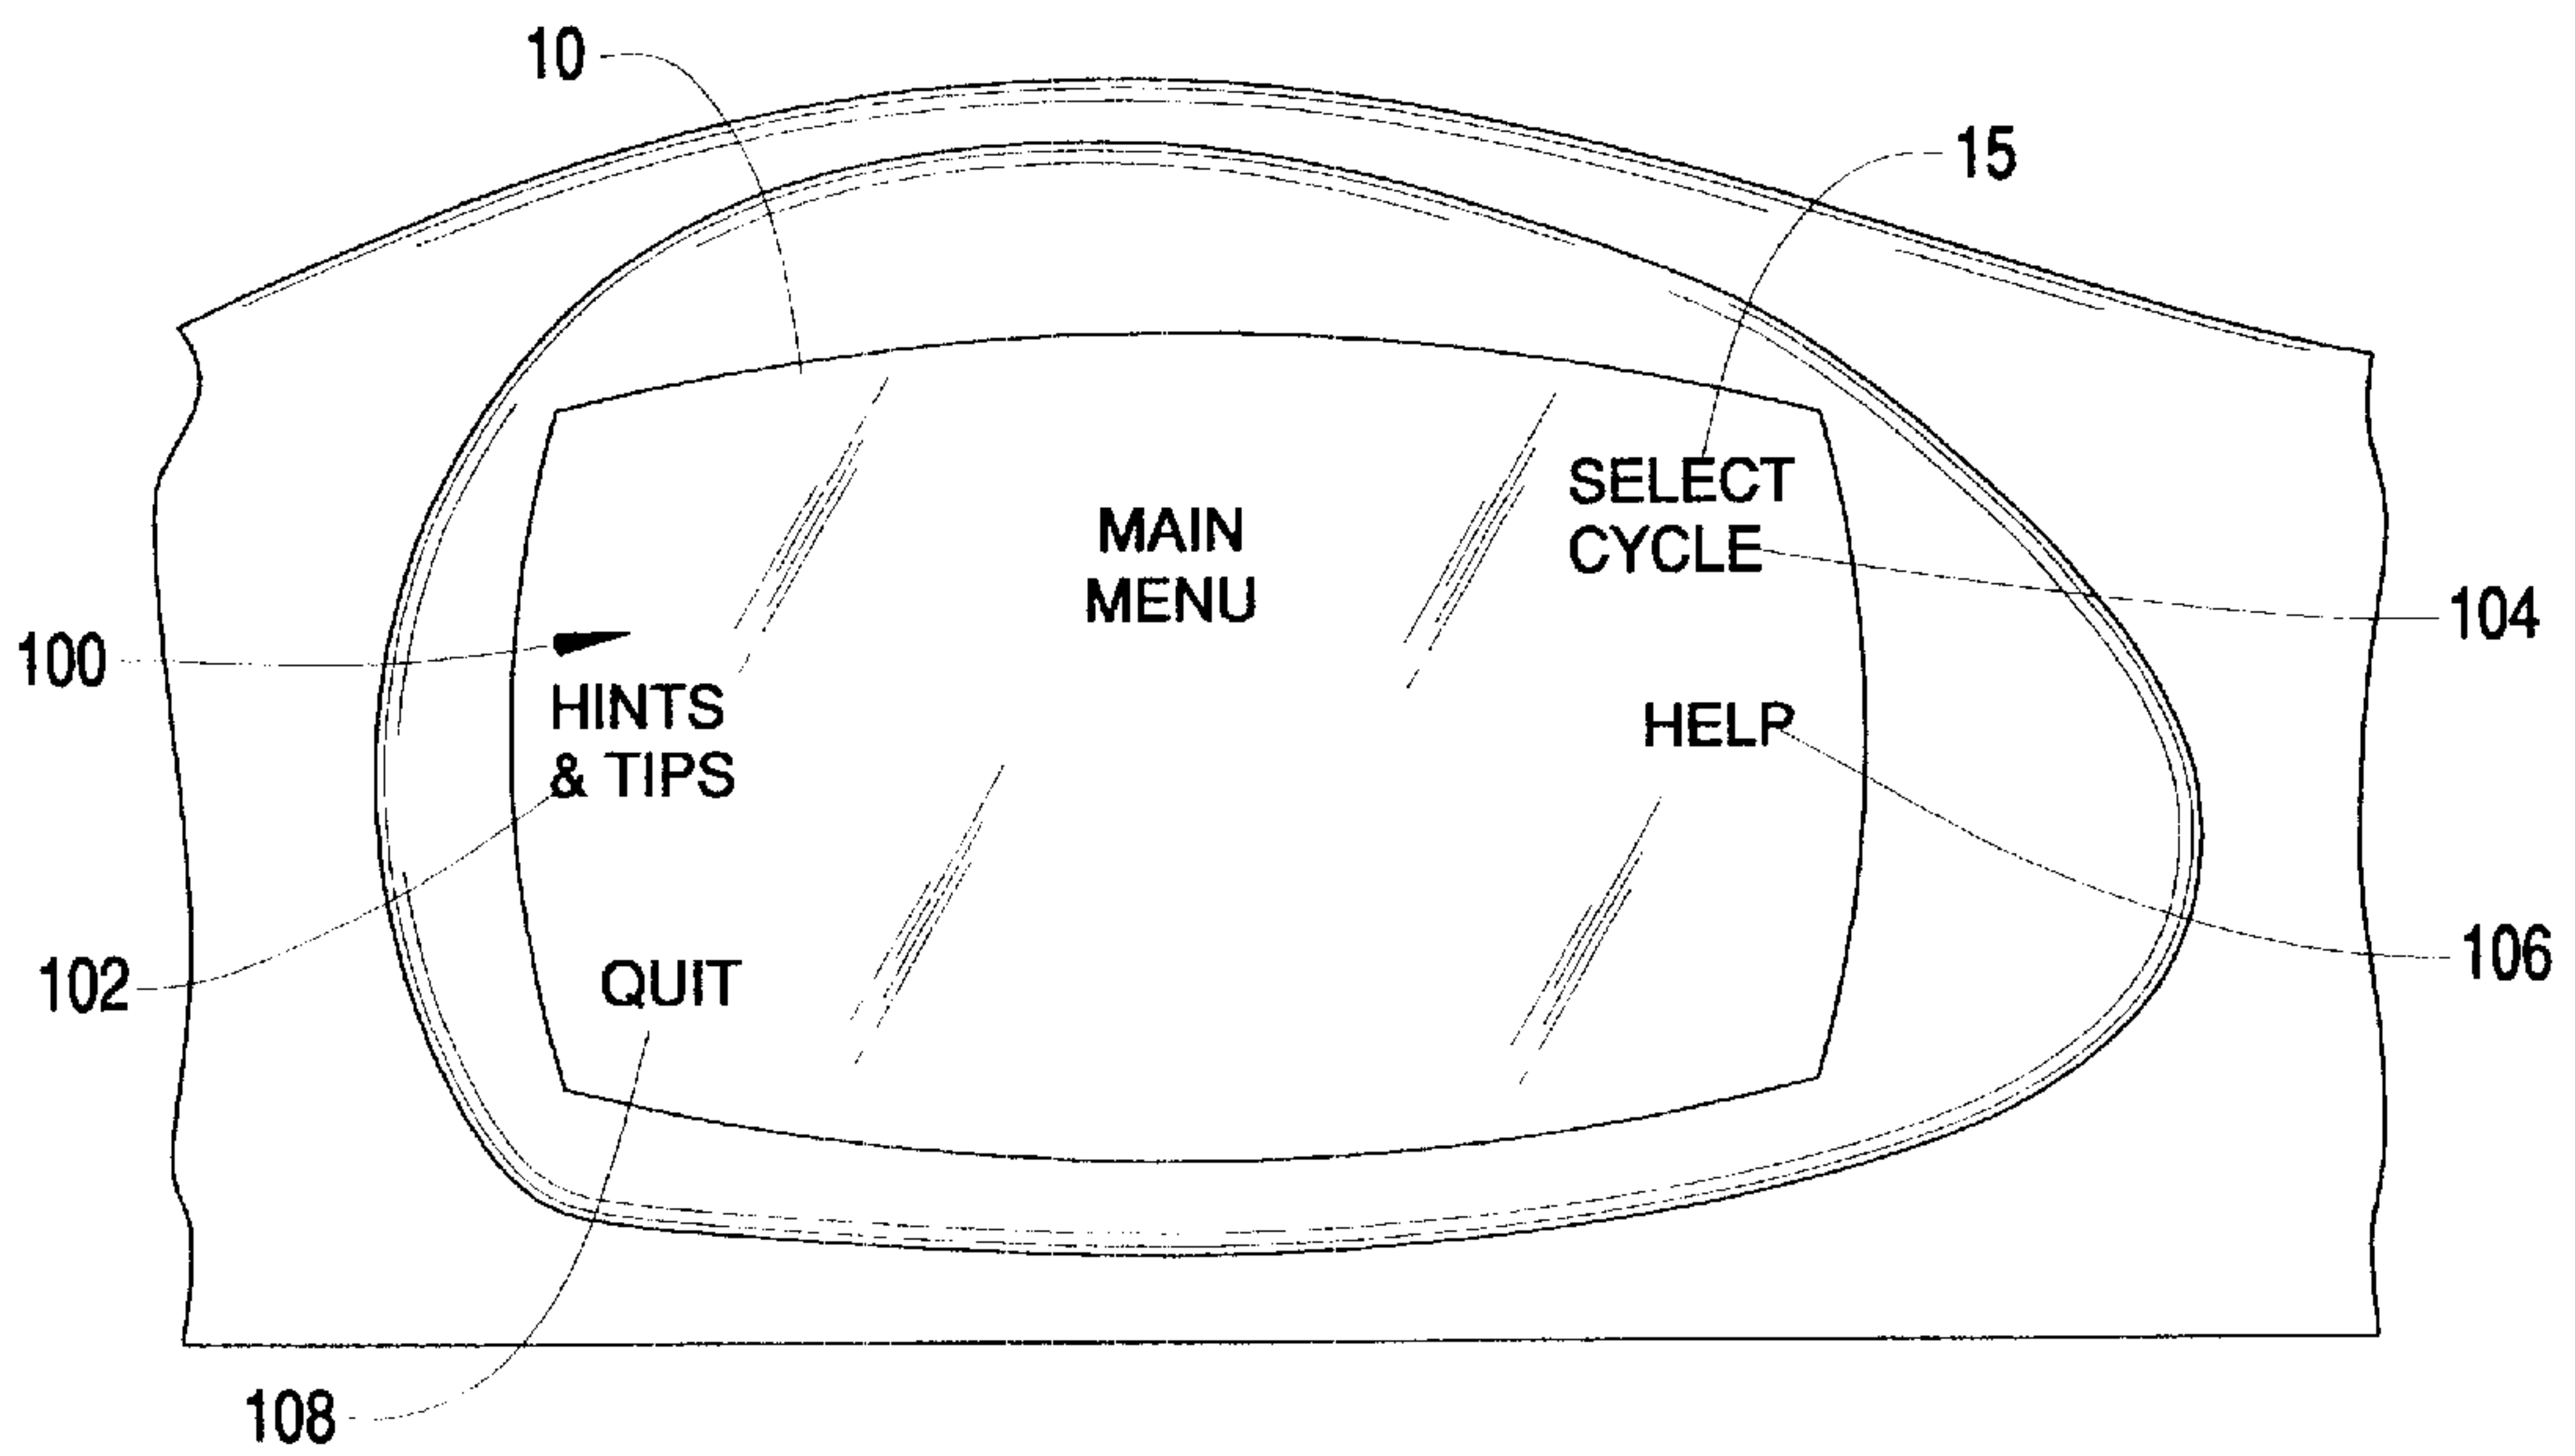 10
15
SELECT
CYCLE
MAIN
MENU
104
100
HINTS
& TIPS
HELP
106
102
QUIT
108